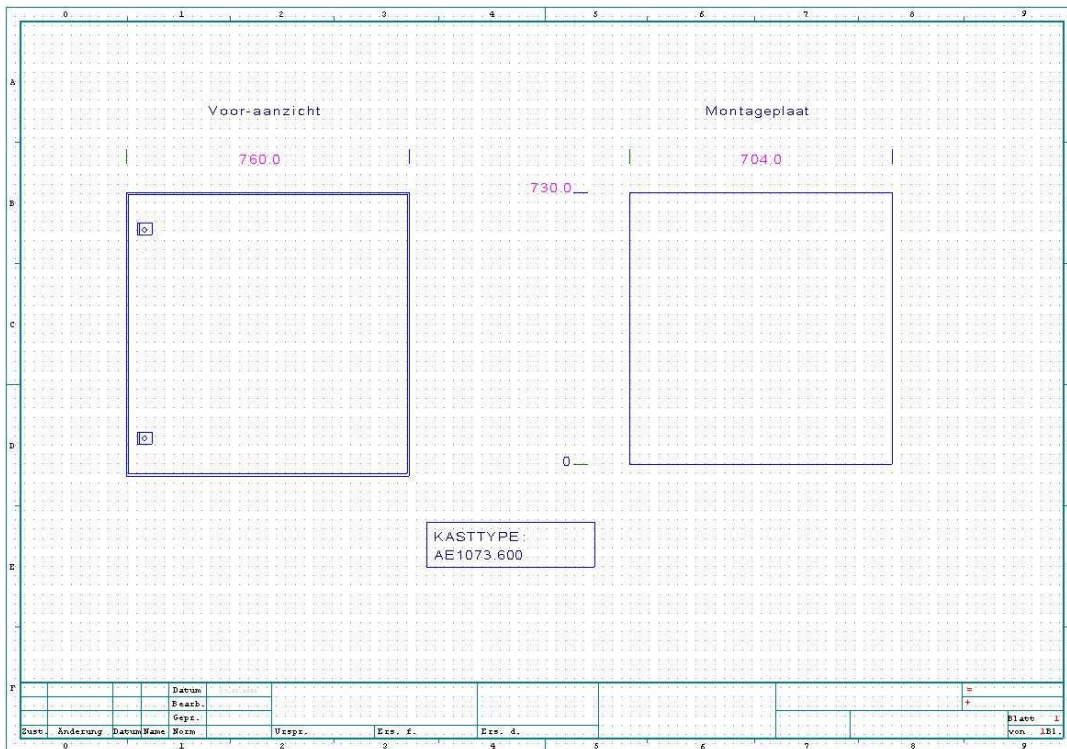 0 1 2 3 4 5 6 7 8 9
A
Voor-aanzicht Montageplaat
760.0 704.0
730.0
B
C
D
0
KASTTYPE:
AE1073.600
E
F
Datum
Bearb.
Gepr.
Zust. Änderung Datum Name Norm Urspr. Ers. f. Ers. d.
=
+
Blatt 1
von 1Bl.
0 1 2 3 4 5 6 7 8 9